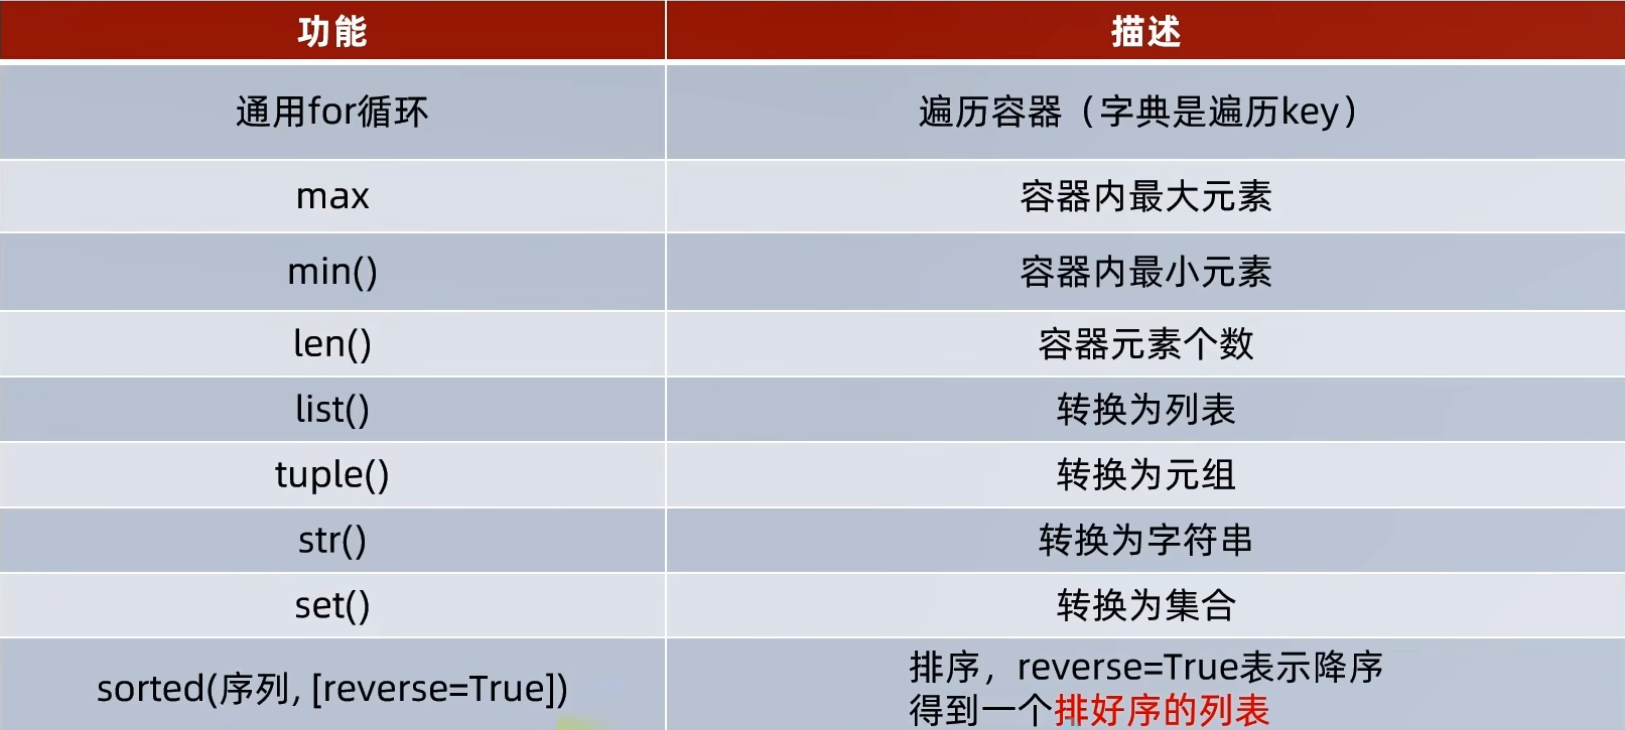 功能
描述
通用for循环
遍历容器（字典是遍历key）
max
容器内最大元素
min()
容器内最小元素
len()
容器元素个数
list()
转换为列表
tuple()
转换为元组
str()
转换为字符串
set()
转换为集合
sorted(序列, [reverse=True])
排序，reverse=True表示降序
得到一个排好序的列表